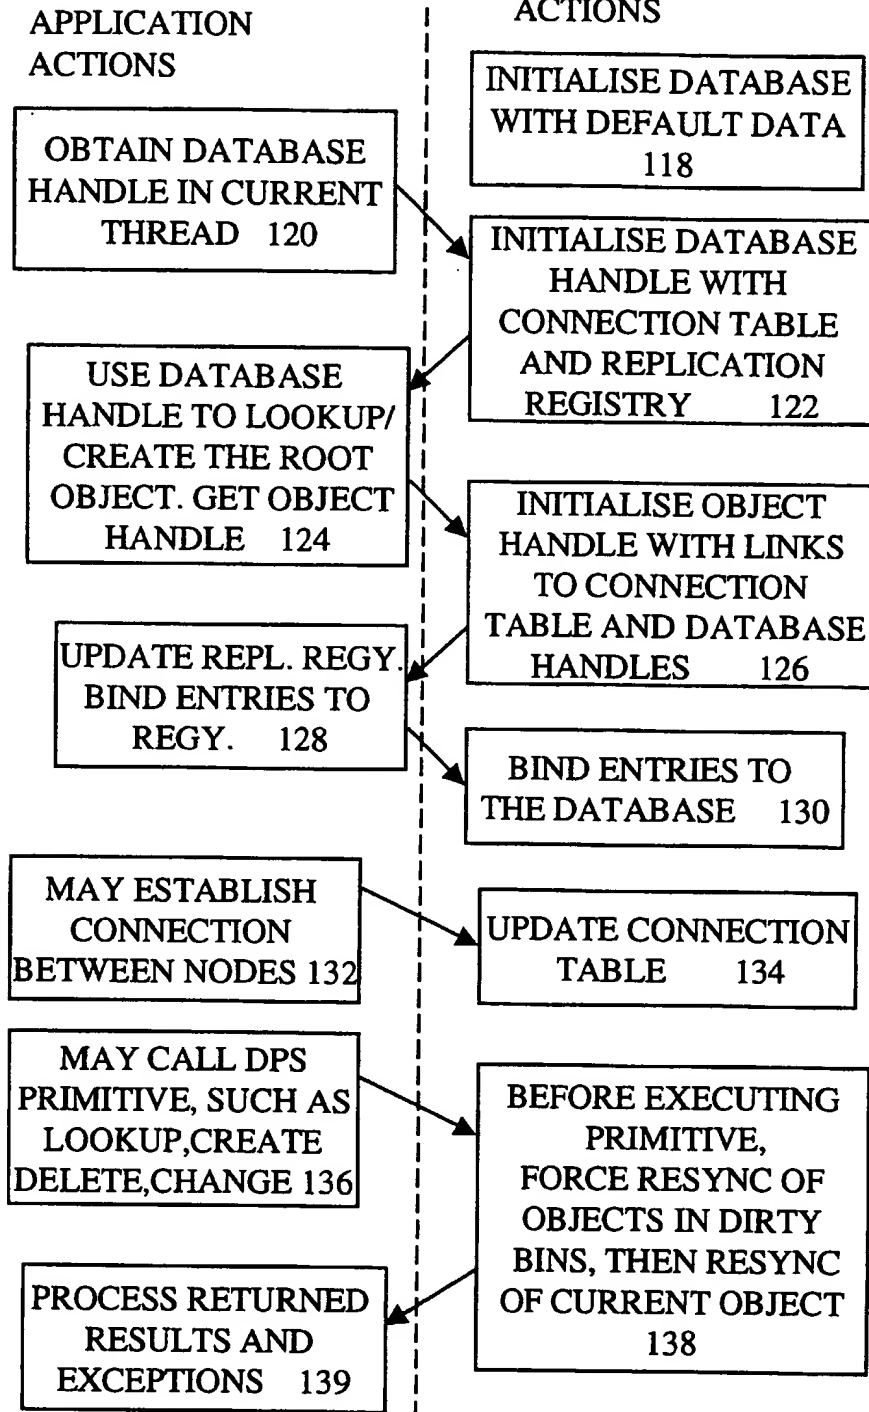 APPLICATION
ACTIONS
ACTIONS
INITIALISE DATABASE
WITH DEFAULT DATA
118
OBTAIN DATABASE
HANDLE IN CURRENT
THREAD 120
INITIALISE DATABASE
HANDLE WITH
CONNECTION TABLE
AND REPLICATION
REGISTRY 122
USE DATABASE
HANDLE TO LOOKUP/
CREATE THE ROOT
OBJECT. GET OBJECT
HANDLE 124
INITIALISE OBJECT
HANDLE WITH LINKS
TO CONNECTION
TABLE AND DATABASE
HANDLES 126
UPDATE REPL. REGY.
BIND ENTRIES TO
REGY. 128
BIND ENTRIES TO
THE DATABASE 130
MAY ESTABLISH
CONNECTION
BETWEEN NODES 132
UPDATE CONNECTION
TABLE 134
MAY CALL DPS
PRIMITIVE, SUCH AS
LOOKUP,CREATE
DELETE,CHANGE 136
BEFORE EXECUTING
PRIMITIVE,
FORCE RESYNC OF
OBJECTS IN DIRTY
BINS, THEN RESYNC
OF CURRENT OBJECT
138
PROCESS RETURNED
RESULTS AND
EXCEPTIONS 139